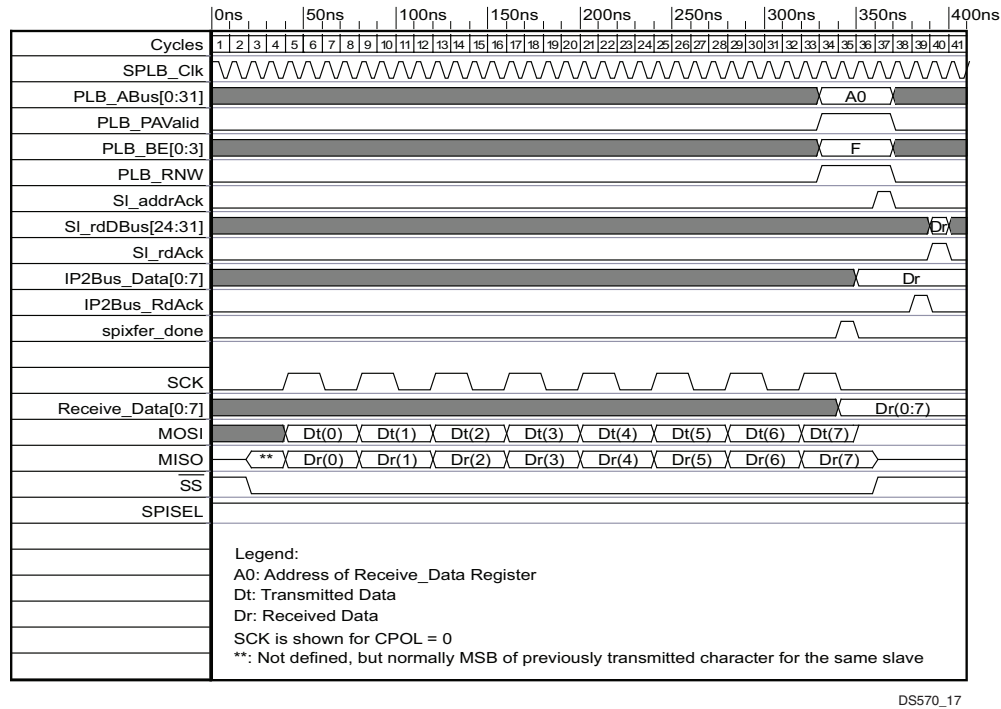 0ns 50ns 100ns 150ns 200ns 250ns 300ns 350ns 400ns
Cycles 1 2 3 4 5 6 7 8 9 10 11 12 13 14 15 16 17 18 19 20 21 22 23 24 25 26 27 28 29 30 31 32 33 34 35 36 37 38 39 40 41
SPLB_Clk
PLB_ABus[0:31] A0
PLB_PAValid
PLB_BE[0:3] F
PLB_RNW
Sl_addrAck
Sl_rdDBus[24:31] Dr
Sl_rdAck
IP2Bus_Data[0:7] Dr
IP2Bus_RdAck
spixfer_done
SCK
Receive_Data[0:7] Dr(0:7)
MOSI Dt(0) Dt(1) Dt(2) Dt(3) Dt(4) Dt(5) Dt(6) Dt(7)
MISO ** Dr(0) Dr(1) Dr(2) Dr(3) Dr(4) Dr(5) Dr(6) Dr(7)
SS
SPISEL
Legend:
A0: Address of Receive_Data Register
Dt: Transmitted Data
Dr: Received Data
SCK is shown for CPOL = 0
**: Not defined, but normally MSB of previously transmitted character for the same slave
DS570_17